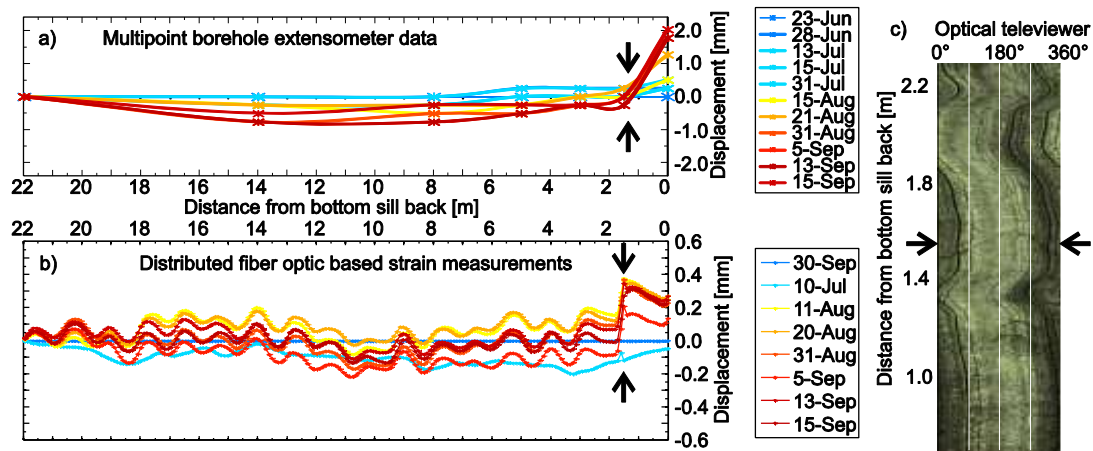 a) Multipoint borehole extensometer data
2.0
1.0
0.0
-1.0
-2.0
Displacement [mm]
22 20 18 16 14 12 10 8 6 4 2 0
Distance from bottom sill back [m]
23-Jun
28-Jun
13-Jul
15-Jul
31-Jul
15-Aug
21-Aug
31-Aug
5-Sep
13-Sep
15-Sep
22 20 18 16 14 12 10 8 6 4 2 0
b) Distributed fiber optic based strain measurements
0.6
0.4
0.2
0.0
-0.2
-0.4
-0.6
Displacement [mm]
30-Sep
10-Jul
11-Aug
20-Aug
31-Aug
5-Sep
13-Sep
15-Sep
c) Optical televiewer
0° 180° 360°
2.2
1.8
1.4
1.0
Distance from bottom sill back [m]